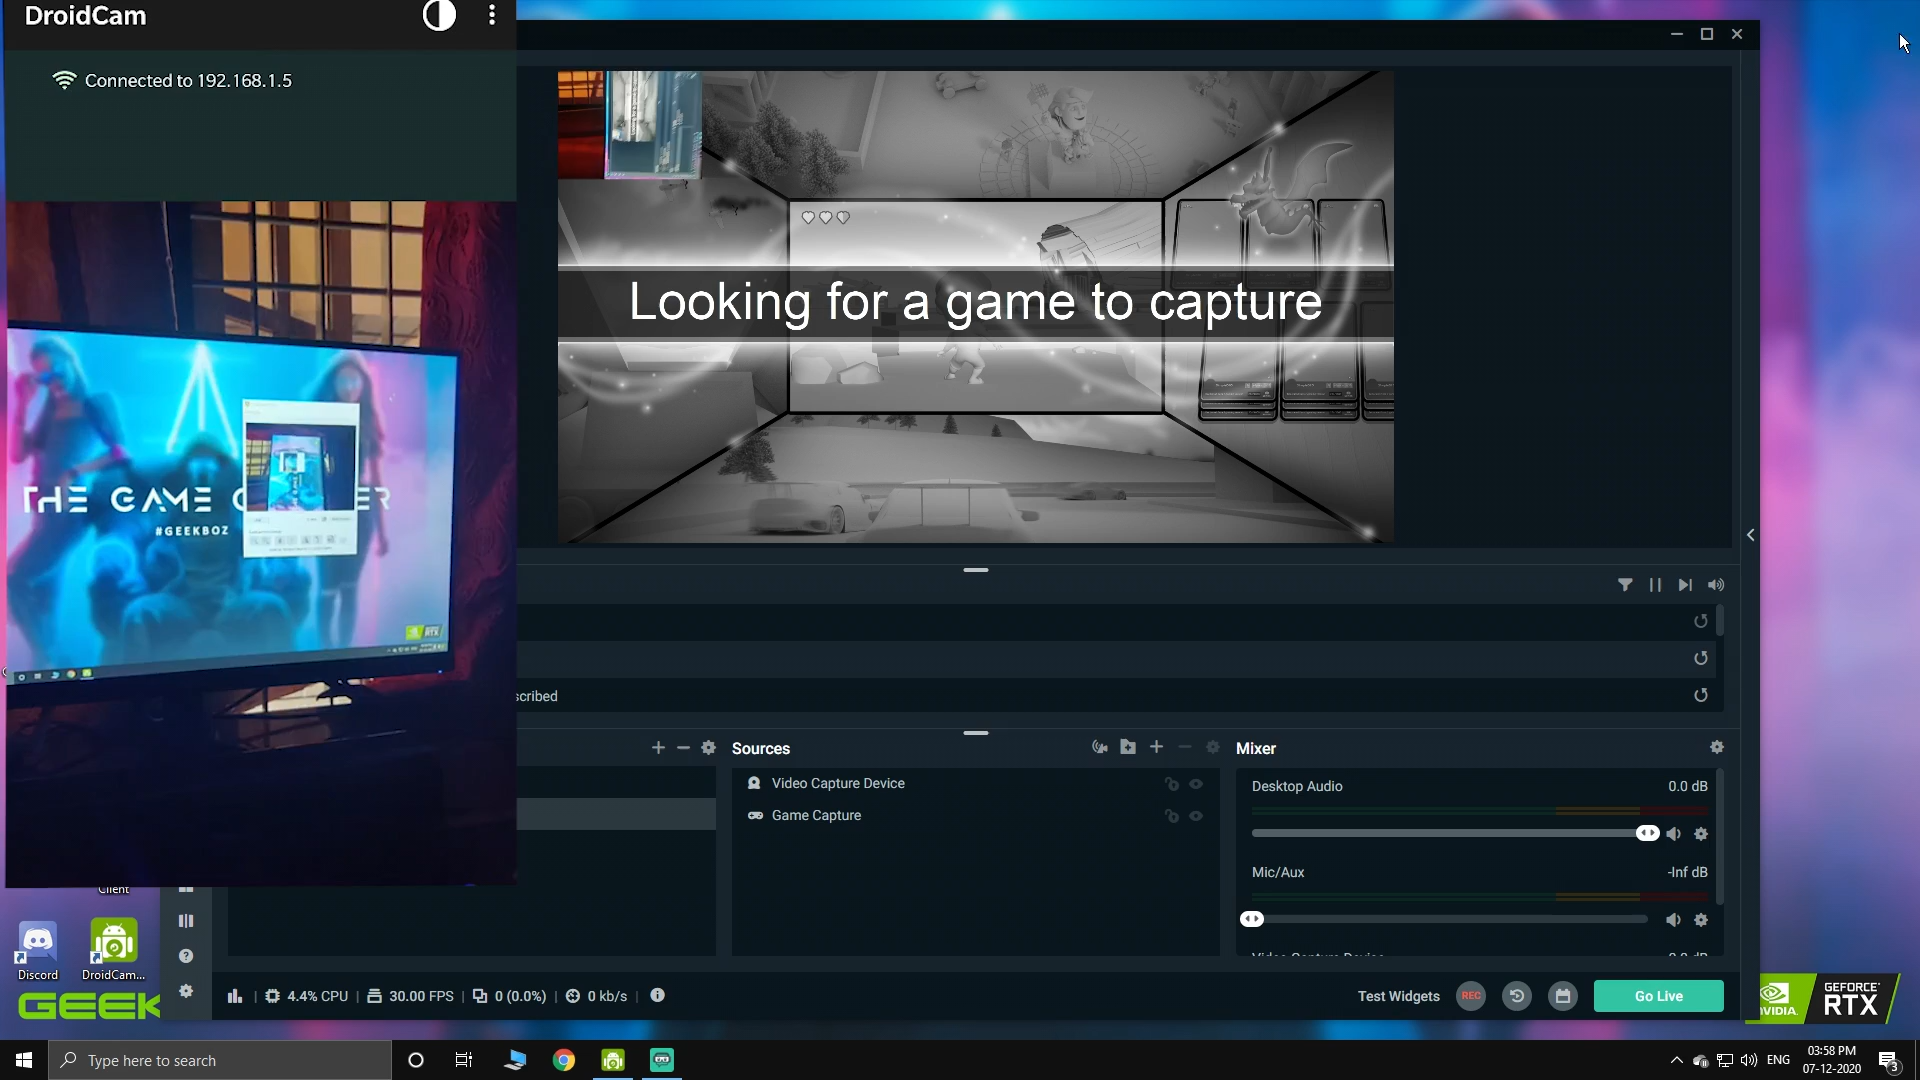 DroidCam
Connected to 192.168.1.5
Looking for a game to capture
THE GAME
ER
#GEEKBOZ
RTX
scribed
Sources
Mixer
Video Capture Device
Game Capture
Desktop Audio
0.0 dB
Mic/Aux
-Inf dB
Client
Discord
DroidCam...
GEEK
4.4% CPU
30.00 FPS
0 (0.0%)
0 kb/s
Test Widgets
REC
Go Live
NVIDIA.
GEFORCE
RTX
Type here to search
ENG
03:58 PM
07-12-2020
3